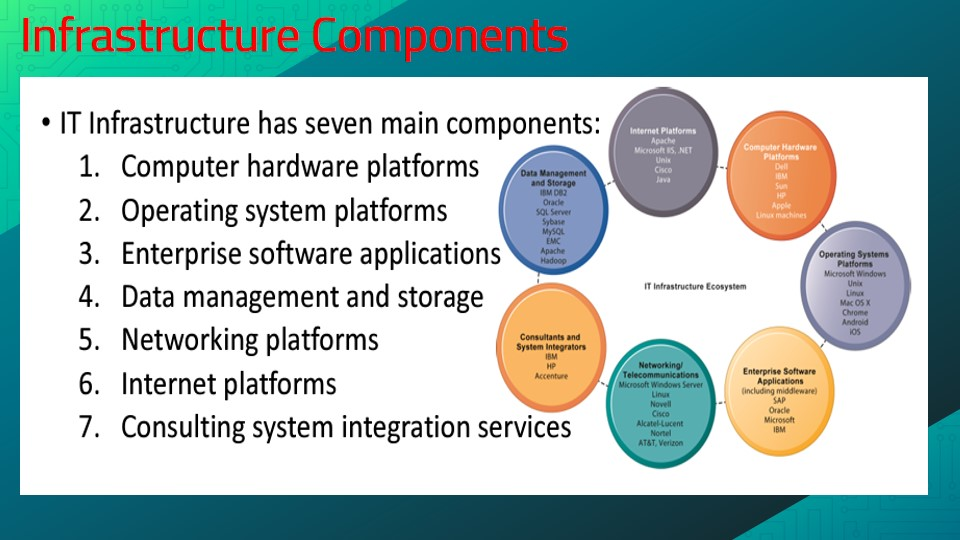 Infrastructure Components
• IT Infrastructure has seven main components:
1. Computer hardware platforms
2. Operating system platforms
3. Enterprise software applications
4. Data management and storage
5. Networking platforms
6. Internet platforms
7. Consulting system integration services
Internet Platforms
Apache
Microsoft IIS, .NET
Unix
Cisco
Java
Computer Hardware
Platforms
Dell
IBM
Sun
HP
Apple
Linux machines
Operating Systems
Platforms
Microsoft Windows
Unix
Linux
Mac OS X
Chrome
Android
iOS
Enterprise Software
Applications
(including middleware)
SAP
Oracle
Microsoft
IBM
Networking/
Telecommunications
Microsoft Windows Server
Linux
Novell
Cisco
Alcatel-Lucent
Nortel
AT&T, Verizon
Consultants and
System Integrators
IBM
HP
Accenture
Data Management
and Storage
IBM DB2
Oracle
SQL Server
Sybase
MySQL
EMC
Apache
Hadoop
IT Infrastructure Ecosystem